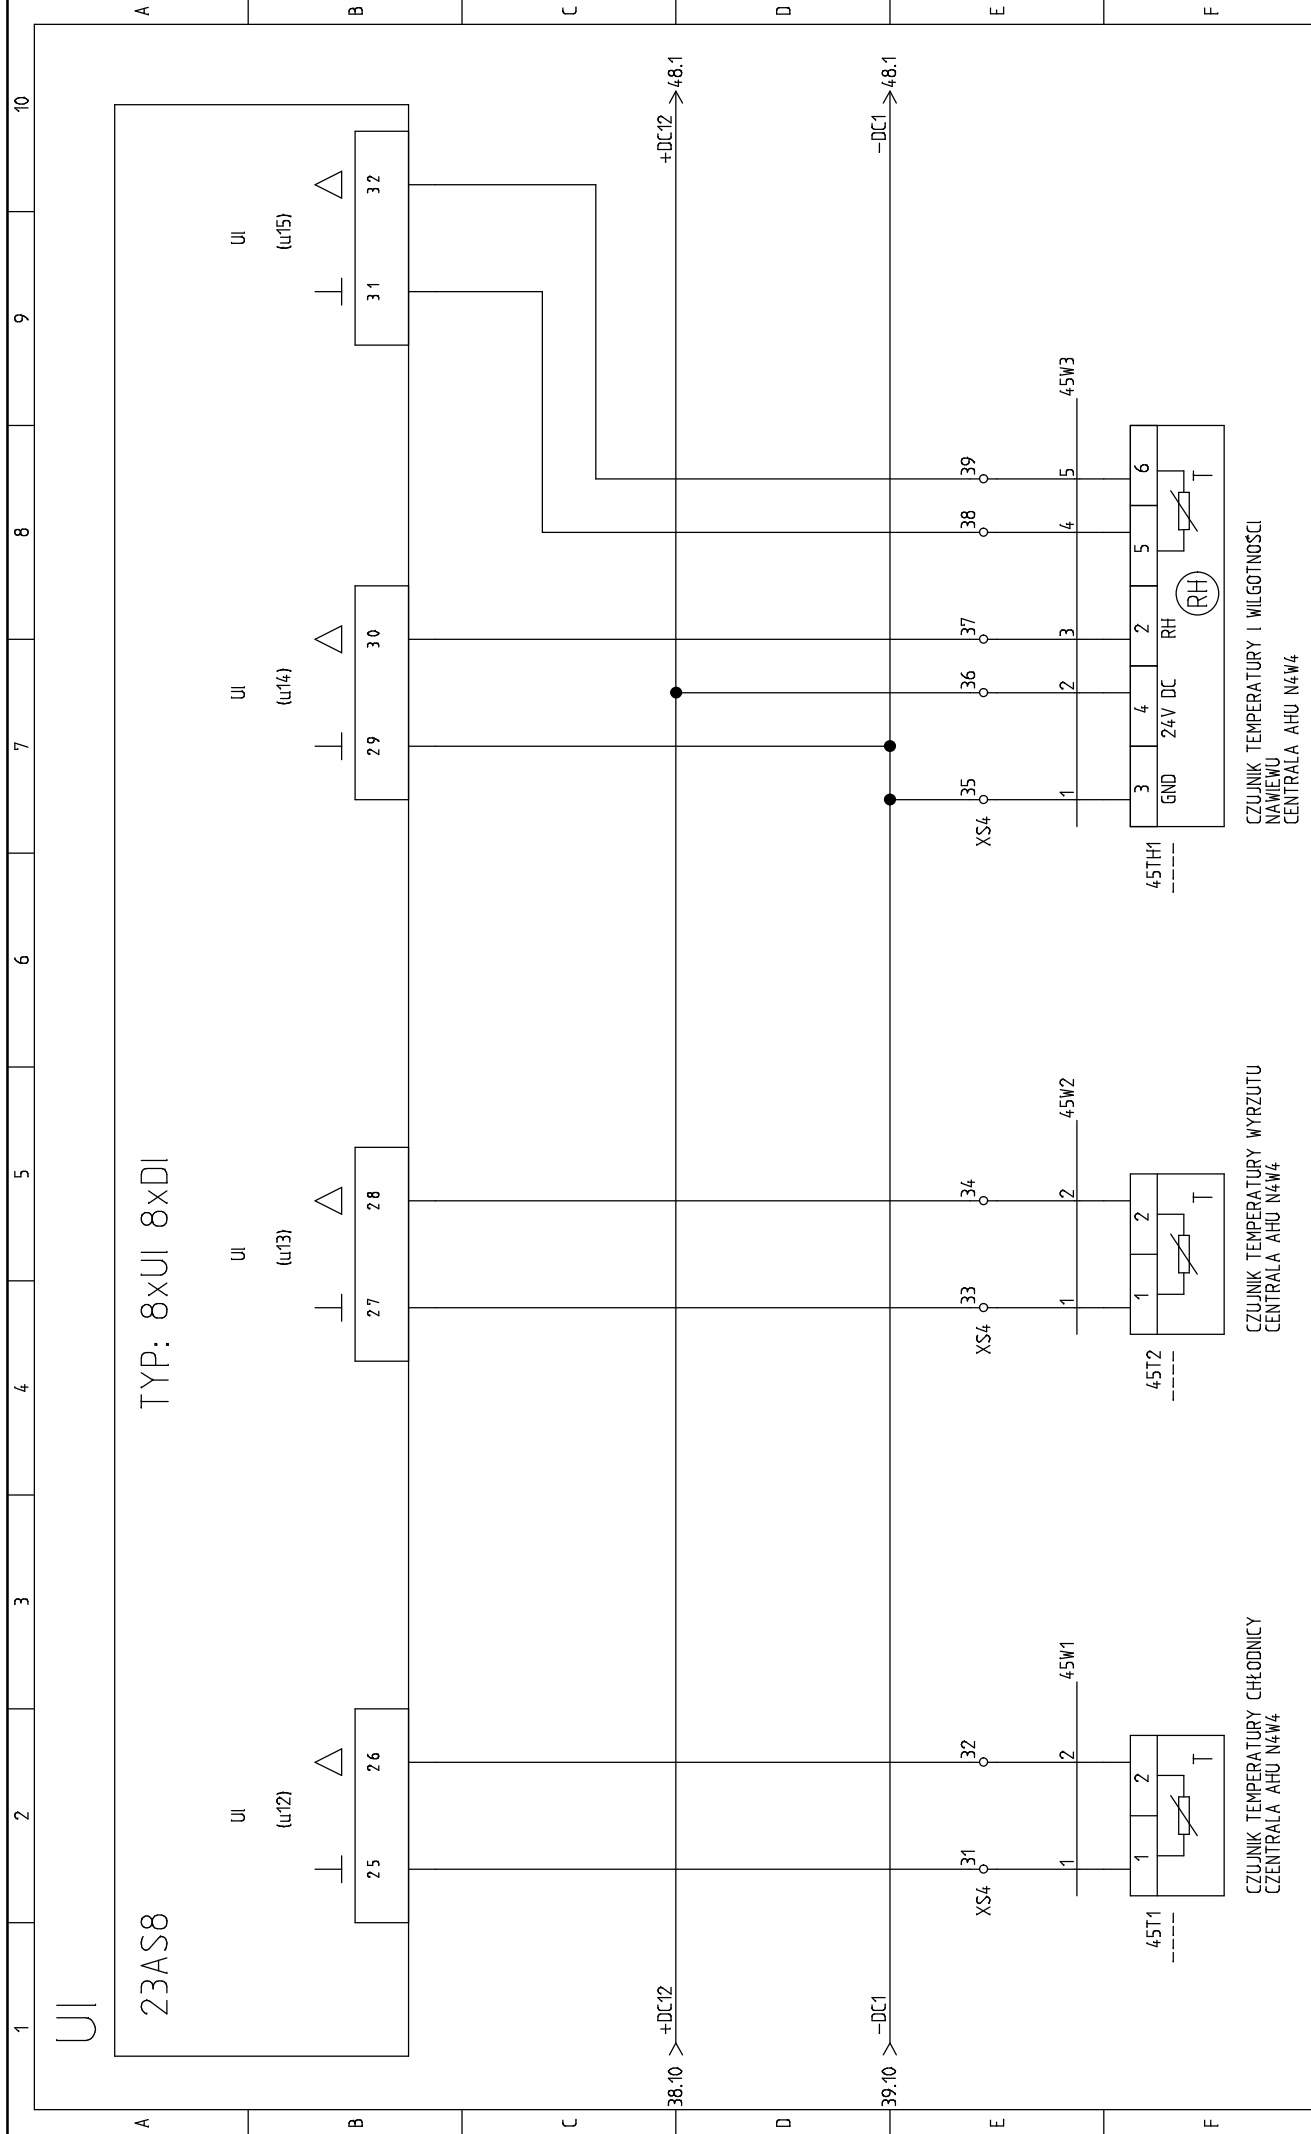 1 2 3 4 5 6 7 8 9 10
A
B
C
D
E
F
A
B
C
D
E
F
UI
23AS8
TYP: 8xUI 8xDI
UI
(u12)
25 26
UI
(u13)
27 28
UI
(u14)
29 30
UI
(u15)
31 32
38.10 +DC12
+DC12 48.1
39.10 -DC1
-DC1 48.1
XS4 31 32
1 2 45W1
45T1
----
1 2
T
CZUJNIK TEMPERATURY CHŁODNICY
CZENTRALA AHU N4W4
XS4 33 34
1 2 45W2
45T2
----
1 2
T
CZUJNIK TEMPERATURY WYRZUTU
CENTRALA AHU N4W4
XS4 35 36 37 38 39
1 2 3 4 5 45W3
45TH1
----
3 4 2 5 6
GND 24V DC RH
RH
T
CZUJNIK TEMPERATURY I WILGOTNOŚCI
NAWIEWU
CENTRALA AHU N4W4